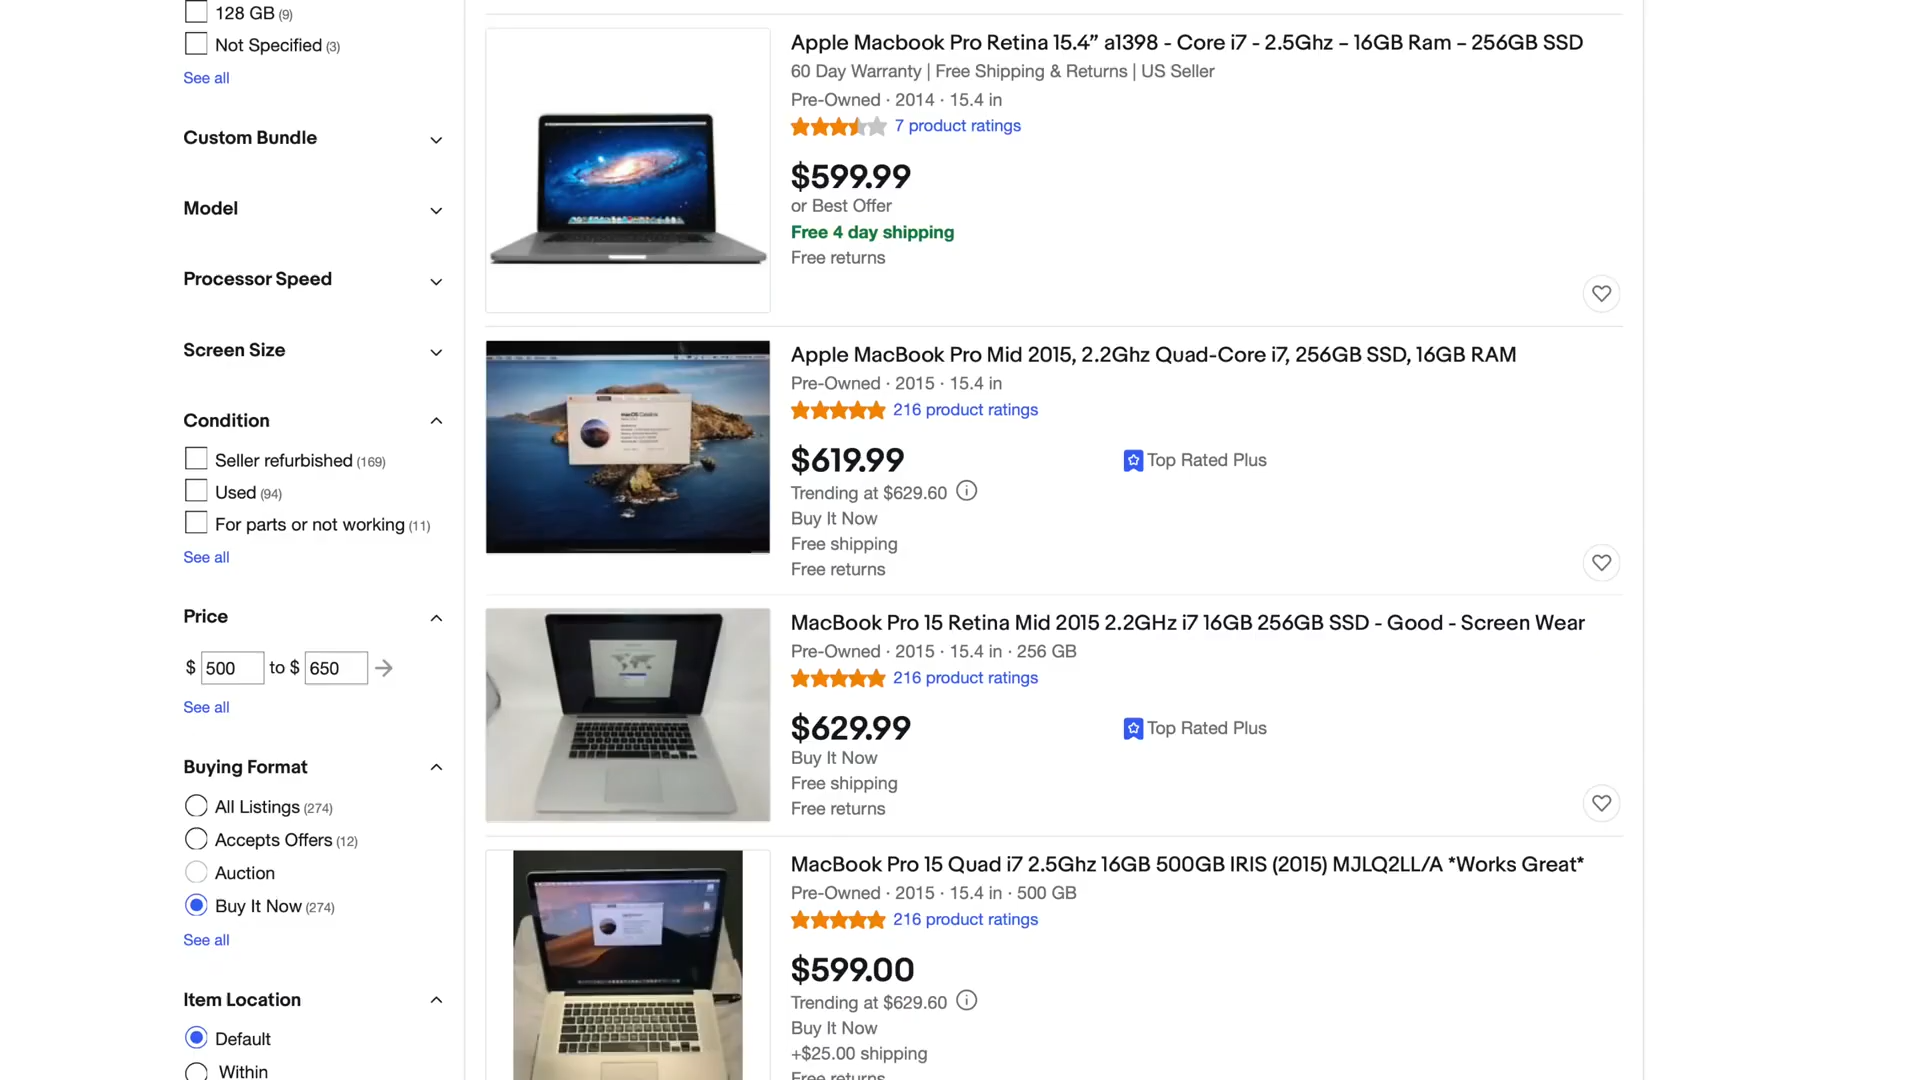 128 GB (9)
Not Specified (3)
See all
Custom Bundle
Model
Processor Speed
Screen Size
Condition
Seller refurbished (169)
Used (94)
For parts or not working (11)
See all
Price
$ 500 to $ 650
See all
Buying Format
All Listings (274)
Accepts Offers (12)
Auction
Buy It Now (274)
See all
Item Location
Default
Within
Apple Macbook Pro Retina 15.4” a1398 - Core i7 - 2.5Ghz – 16GB Ram – 256GB SSD
60 Day Warranty | Free Shipping & Returns | US Seller
Pre-Owned · 2014 · 15.4 in
7 product ratings
$599.99
or Best Offer
Free 4 day shipping
Free returns
Apple MacBook Pro Mid 2015, 2.2Ghz Quad-Core i7, 256GB SSD, 16GB RAM
Pre-Owned · 2015 · 15.4 in
216 product ratings
$619.99
Top Rated Plus
Trending at $629.60
Buy It Now
Free shipping
Free returns
MacBook Pro 15 Retina Mid 2015 2.2GHz i7 16GB 256GB SSD - Good - Screen Wear
Pre-Owned · 2015 · 15.4 in · 256 GB
216 product ratings
$629.99
Top Rated Plus
Buy It Now
Free shipping
Free returns
MacBook Pro 15 Quad i7 2.5Ghz 16GB 500GB IRIS (2015) MJLQ2LL/A *Works Great*
Pre-Owned · 2015 · 15.4 in · 500 GB
216 product ratings
$599.00
Trending at $629.60
Buy It Now
+$25.00 shipping
Free returns